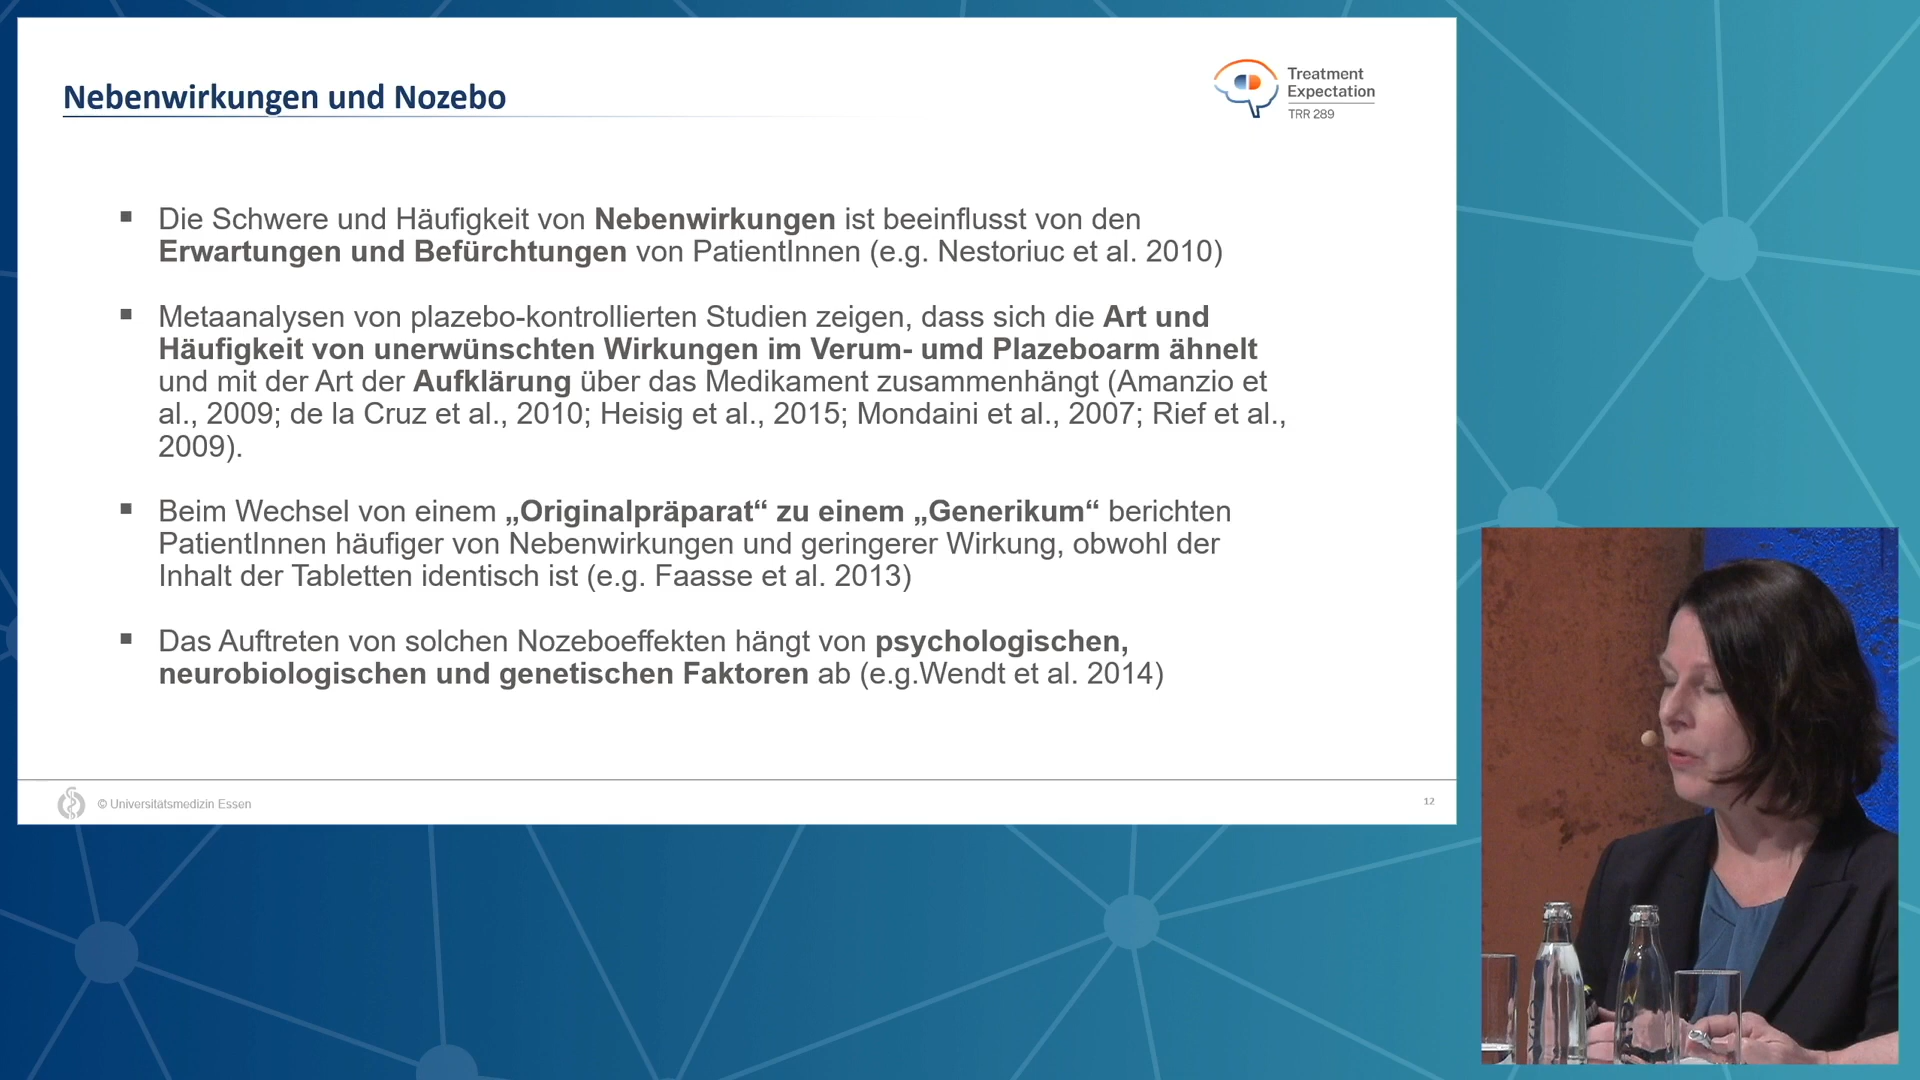 Nebenwirkungen und Nozebo
Treatment
Expectation
TRR 289
▪ Die Schwere und Häufigkeit von Nebenwirkungen ist beeinflusst von den
Erwartungen und Befürchtungen von PatientInnen (e.g. Nestoriuc et al. 2010)
▪ Metaanalysen von plazebo-kontrollierten Studien zeigen, dass sich die Art und
Häufigkeit von unerwünschten Wirkungen im Verum- umd Plazeboarm ähnelt
und mit der Art der Aufklärung über das Medikament zusammenhängt (Amanzio et
al., 2009; de la Cruz et al., 2010; Heisig et al., 2015; Mondaini et al., 2007; Rief et al.,
2009).
▪ Beim Wechsel von einem „Originalpräparat“ zu einem „Generikum“ berichten
PatientInnen häufiger von Nebenwirkungen und geringerer Wirkung, obwohl der
Inhalt der Tabletten identisch ist (e.g. Faasse et al. 2013)
▪ Das Auftreten von solchen Nozeboeffekten hängt von psychologischen,
neurobiologischen und genetischen Faktoren ab (e.g.Wendt et al. 2014)
© Universitätsmedizin Essen
12